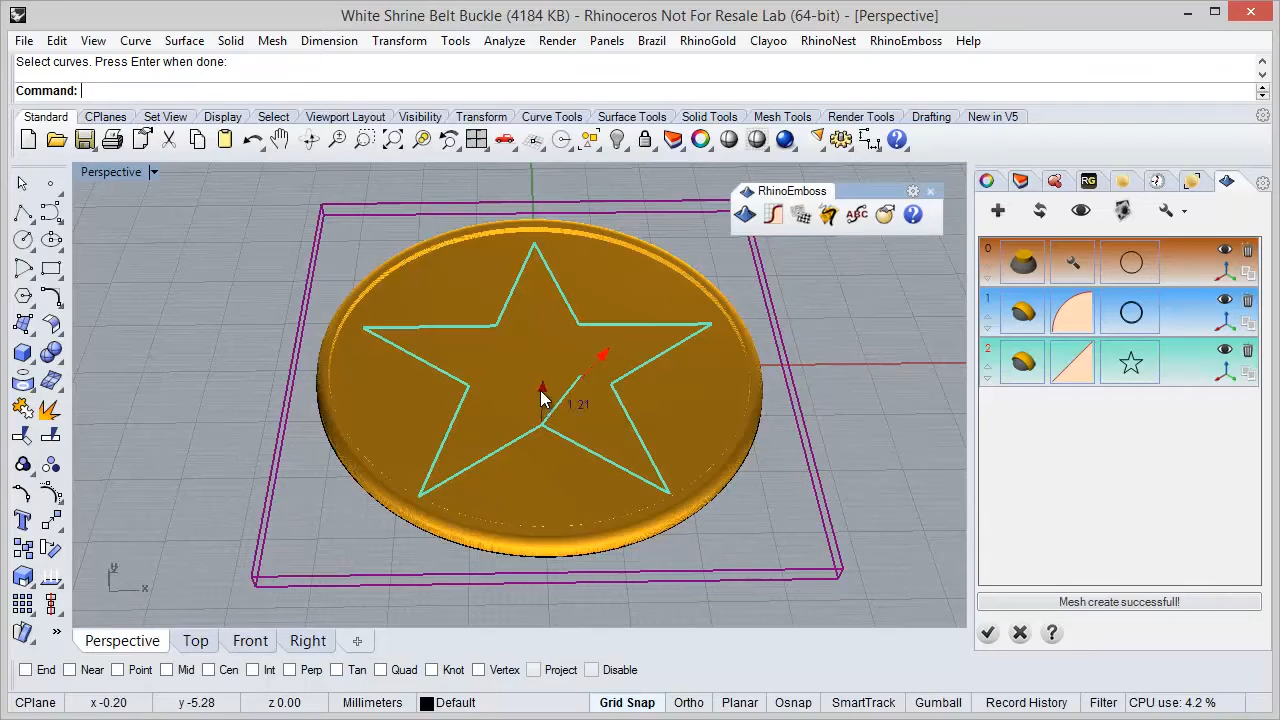 White Shrine Belt Buckle (4184 KB) - Rhinoceros Not For Resale Lab (64-bit) - [Perspective]
File Edit View Curve Surface Solid Mesh Dimension Transform Tools Analyze Render Panels Brazil RhinoGold Clayoo RhinoNest RhinoEmboss Help
Select curves. Press Enter when done:
Command:
Standard CPlanes Set View Display Select Viewport Layout Visibility Transform Curve Tools Surface Tools Solid Tools Mesh Tools Render Tools Drafting New in V5
Perspective
RhinoEmboss
RG
ABC
0
1
2
1.21
y
x
Mesh create successfull!
Perspective Top Front Right
End Near Point Mid Cen Int Perp Tan Quad Knot Vertex Project Disable
CPlane x -0.20 y -5.28 z 0.00 Millimeters Default Grid Snap Ortho Planar Osnap SmartTrack Gumball Record History Filter CPU use: 4.2 %